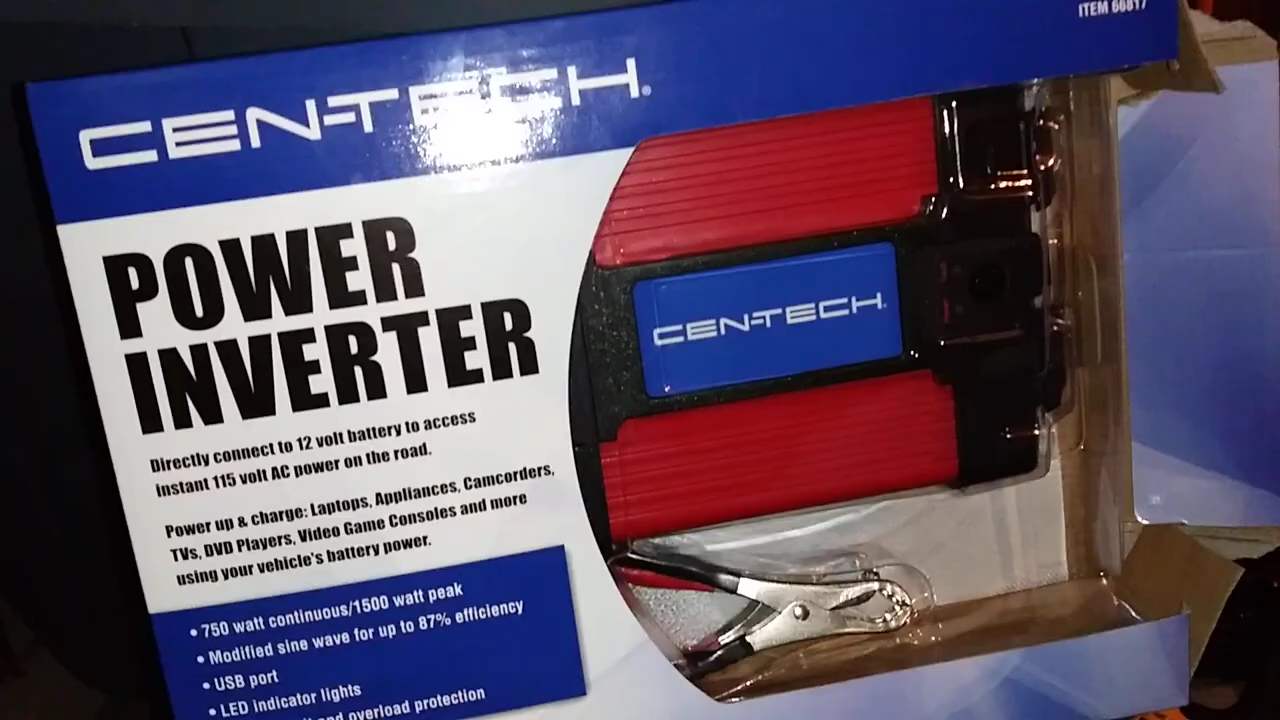 ITEM 66817
CEN-TECH®
POWER
INVERTER
Directly connect to 12 volt battery to access
instant 115 volt AC power on the road.
Power up & charge: Laptops, Appliances, Camcorders,
TVs, DVD Players, Video Game Consoles and more
using your vehicle's battery power.
• 750 watt continuous/1500 watt peak
• Modified sine wave for up to 87% efficiency
• USB port
• LED indicator lights
and overload protection
CEN-TECH®